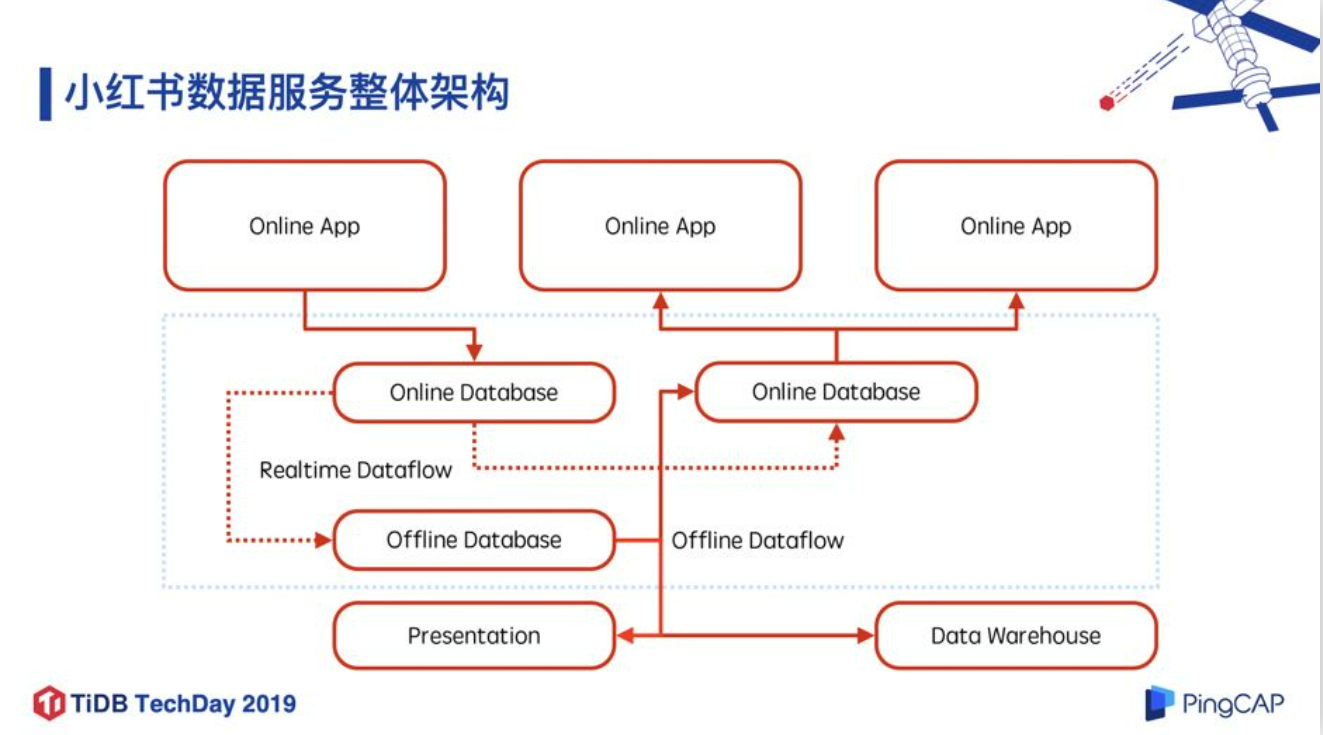 小红书数据服务整体架构
Online App
Online App
Online App
Online Database
Online Database
Realtime Dataflow
Offline Database
Offline Dataflow
Presentation
Data Warehouse
TiDB TechDay 2019
PingCAP